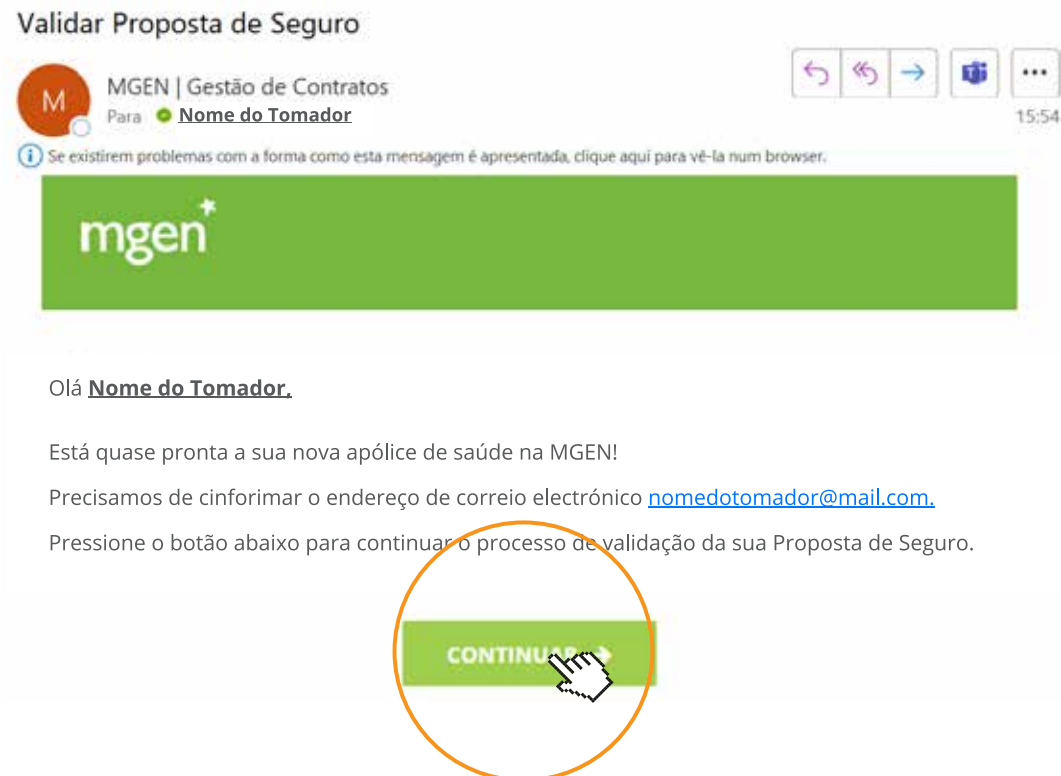 Validar Proposta de Seguro
M
MGEN | Gestão de Contratos
Para Nome do Tomador
15:54
Se existirem problemas com a forma como esta mensagem é apresentada, clique aqui para vê-la num browser.
mgen
Olá Nome do Tomador,
Está quase pronta a sua nova apólice de saúde na MGEN!
Precisamos de cinforimar o endereço de correio electrónico nomedotomador@mail.com.
Pressione o botão abaixo para continuar o processo de validação da sua Proposta de Seguro.
CONTINUAR